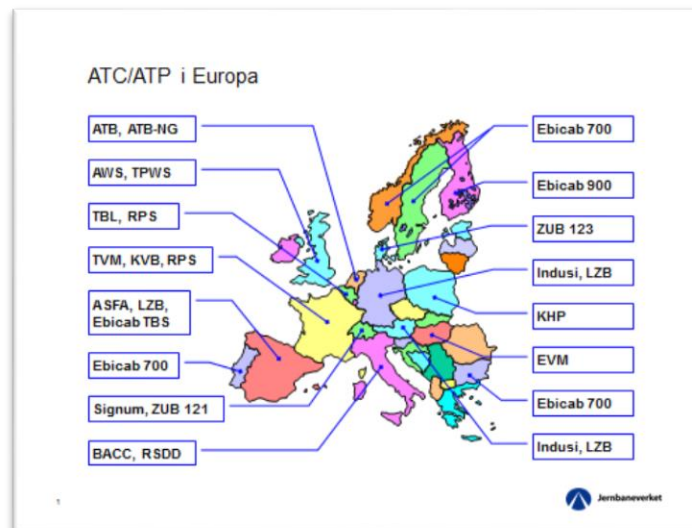 ATC/ATP i Europa
ATB, ATB-NG
AWS, TPWS
TBL, RPS
TVM, KVB, RPS
ASFA, LZB,
Ebicab TBS
Ebicab 700
Signum, ZUB 121
BACC, RSDD
Ebicab 700
Ebicab 900
ZUB 123
Indusi, LZB
KHP
EVM
Ebicab 700
Indusi, LZB
Jernbaneverket